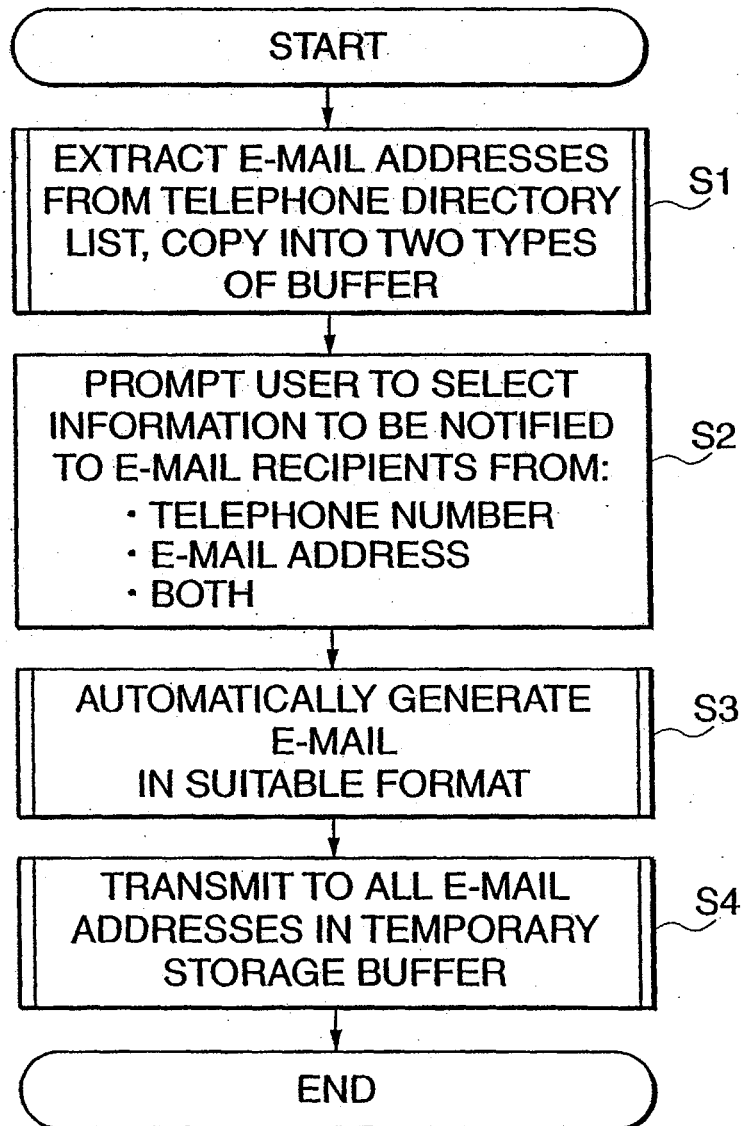 START
EXTRACT E-MAIL ADDRESSES
FROM TELEPHONE DIRECTORY
LIST, COPY INTO TWO TYPES
OF BUFFER
S1
PROMPT USER TO SELECT
INFORMATION TO BE NOTIFIED
TO E-MAIL RECIPIENTS FROM:
・TELEPHONE NUMBER
・E-MAIL ADDRESS
・BOTH
S2
AUTOMATICALLY GENERATE
E-MAIL
IN SUITABLE FORMAT
S3
TRANSMIT TO ALL E-MAIL
ADDRESSES IN TEMPORARY
STORAGE BUFFER
S4
END